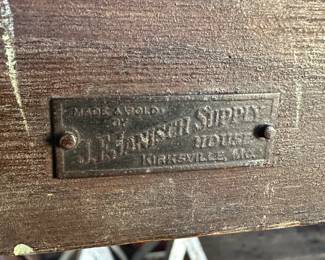 MADE & SOLD
BY
J.F. JANISCH SUPPLY
HOUSE
KIRKSVILLE, MO.